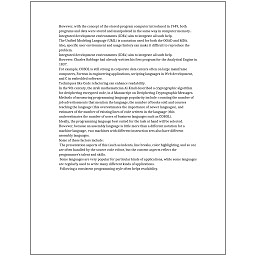 However, with the concept of the stored-program computer introduced in 1949, both
programs and data were stored and manipulated in the same way in computer memory.
Integrated development environments (IDEs) aim to integrate all such help.
The Unified Modeling Language (UML) is a notation used for both the OOAD and MDA.
Also, specific user environment and usage history can make it difficult to reproduce the
problem.
Integrated development environments (IDEs) aim to integrate all such help.
However, Charles Babbage had already written his first program for the Analytical Engine in
1837.
For example, COBOL is still strong in corporate data centers often on large mainframe
computers, Fortran in engineering applications, scripting languages in Web development,
and C in embedded software.
Techniques like Code refactoring can enhance readability.
In the 9th century, the Arab mathematician Al-Kindi described a cryptographic algorithm
for deciphering encrypted code, in A Manuscript on Deciphering Cryptographic Messages.
Methods of measuring programming language popularity include: counting the number of
job advertisements that mention the language, the number of books sold and courses
teaching the language (this overestimates the importance of newer languages), and
estimates of the number of existing lines of code written in the language (this
underestimates the number of users of business languages such as COBOL).
Ideally, the programming language best suited for the task at hand will be selected.
However, because an assembly language is little more than a different notation for a
machine language, two machines with different instruction sets also have different
assembly languages.
Some of these factors include:
The presentation aspects of this (such as indents, line breaks, color highlighting, and so on)
are often handled by the source code editor, but the content aspects reflect the
programmer's talent and skills.
Some languages are very popular for particular kinds of applications, while some languages
are regularly used to write many different kinds of applications.
Following a consistent programming style often helps readability.